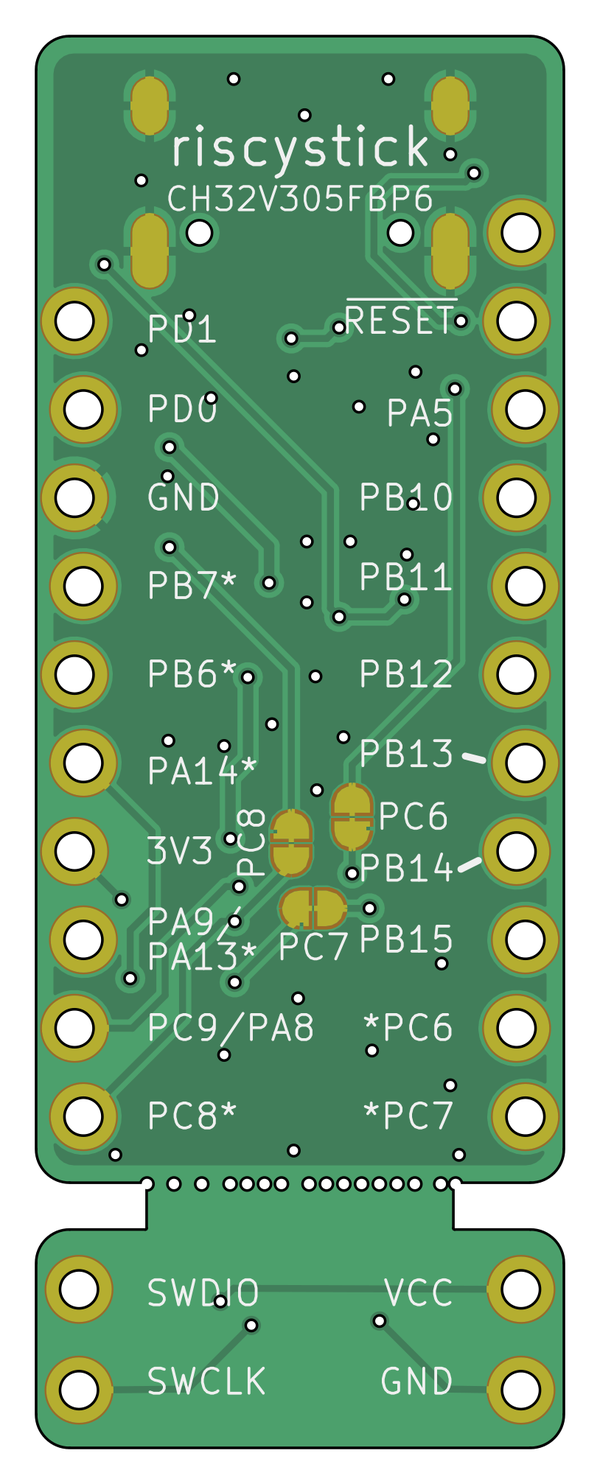 riscystick
CH32V305FBP6
PD1 RESET
PD0 PA5
GND PB10
PB7* PB11
PB6* PB12
PA14* PB13
PC8 PC6
3V3 PB14
PA9/
PA13* PC7 PB15
PC9/PA8 *PC6
PC8* *PC7
SWDIO VCC
SWCLK GND